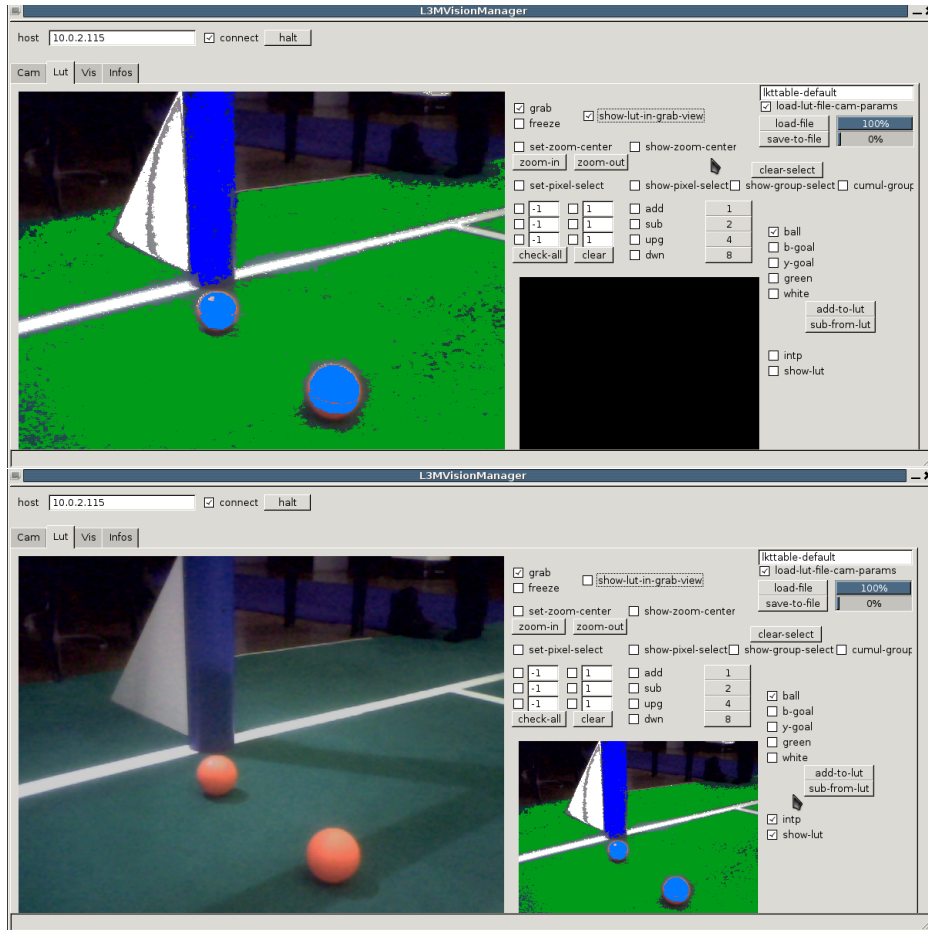 L3MVisionManager
host 10.0.2.115 connect halt
Cam Lut Vis Infos
lkttable-default
grab show-lut-in-grab-view load-lut-file-cam-params
freeze load-file 100%
set-zoom-center show-zoom-center save-to-file 0%
zoom-in zoom-out clear-select
set-pixel-select show-pixel-select show-group-select cumul-group
-1 1 add 1
-1 1 sub 2 ball
-1 1 upg 4 b-goal
check-all clear dwn 8 y-goal
green
white
add-to-lut
sub-from-lut
intp
show-lut
L3MVisionManager
host 10.0.2.115 connect halt
Cam Lut Vis Infos
lkttable-default
grab show-lut-in-grab-view load-lut-file-cam-params
freeze load-file 100%
set-zoom-center show-zoom-center save-to-file 0%
zoom-in zoom-out clear-select
set-pixel-select show-pixel-select show-group-select cumul-group
-1 1 add 1
-1 1 sub 2 ball
-1 1 upg 4 b-goal
check-all clear dwn 8 y-goal
green
white
add-to-lut
sub-from-lut
intp
show-lut